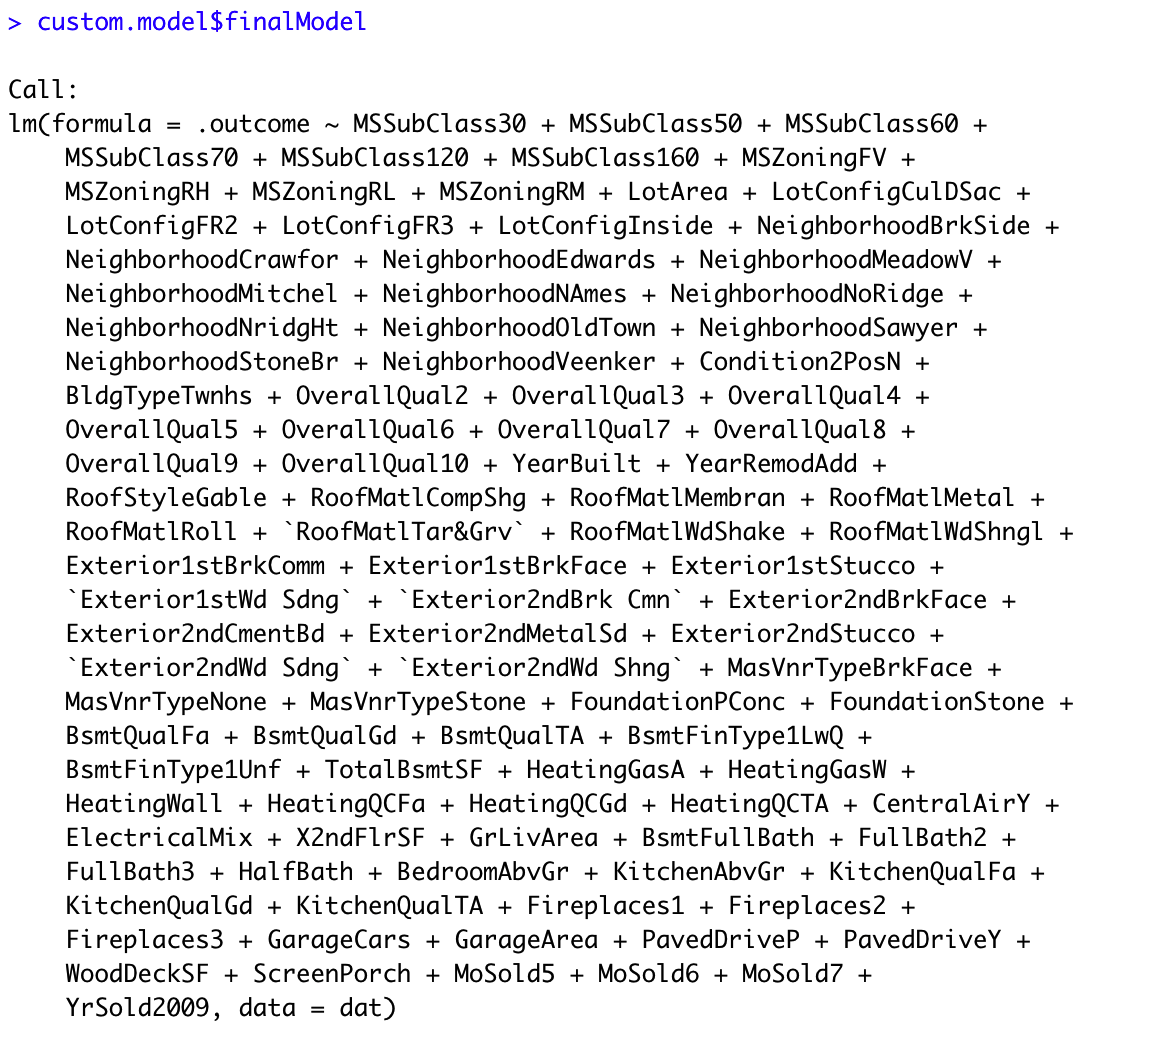 > custom.model$finalModel
Call:
lm(formula = .outcome ~ MSSubClass30 + MSSubClass50 + MSSubClass60 +
MSSubClass70 + MSSubClass120 + MSSubClass160 + MSZoningFV +
MSZoningRH + MSZoningRL + MSZoningRM + LotArea + LotConfigCulDSac +
LotConfigFR2 + LotConfigFR3 + LotConfigInside + NeighborhoodBrkSide +
NeighborhoodCrawfor + NeighborhoodEdwards + NeighborhoodMeadowV +
NeighborhoodMitchel + NeighborhoodNAmes + NeighborhoodNoRidge +
NeighborhoodNridgHt + NeighborhoodOldTown + NeighborhoodSawyer +
NeighborhoodStoneBr + NeighborhoodVeenker + Condition2PosN +
BldgTypeTwnhs + OverallQual2 + OverallQual3 + OverallQual4 +
OverallQual5 + OverallQual6 + OverallQual7 + OverallQual8 +
OverallQual9 + OverallQual10 + YearBuilt + YearRemodAdd +
RoofStyleGable + RoofMatlCompShg + RoofMatlMembran + RoofMatlMetal +
RoofMatlRoll + `RoofMatlTar&Grv` + RoofMatlWdShake + RoofMatlWdShngl +
Exterior1stBrkComm + Exterior1stBrkFace + Exterior1stStucco +
`Exterior1stWd Sdng` + `Exterior2ndBrk Cmn` + Exterior2ndBrkFace +
Exterior2ndCmentBd + Exterior2ndMetalSd + Exterior2ndStucco +
`Exterior2ndWd Sdng` + `Exterior2ndWd Shng` + MasVnrTypeBrkFace +
MasVnrTypeNone + MasVnrTypeStone + FoundationPConc + FoundationStone +
BsmtQualFa + BsmtQualGd + BsmtQualTA + BsmtFinType1LwQ +
BsmtFinType1Unf + TotalBsmtSF + HeatingGasA + HeatingGasW +
HeatingWall + HeatingQCFa + HeatingQCGd + HeatingQCTA + CentralAirY +
ElectricalMix + X2ndFlrSF + GrLivArea + BsmtFullBath + FullBath2 +
FullBath3 + HalfBath + BedroomAbvGr + KitchenAbvGr + KitchenQualFa +
KitchenQualGd + KitchenQualTA + Fireplaces1 + Fireplaces2 +
Fireplaces3 + GarageCars + GarageArea + PavedDriveP + PavedDriveY +
WoodDeckSF + ScreenPorch + MoSold5 + MoSold6 + MoSold7 +
YrSold2009, data = dat)